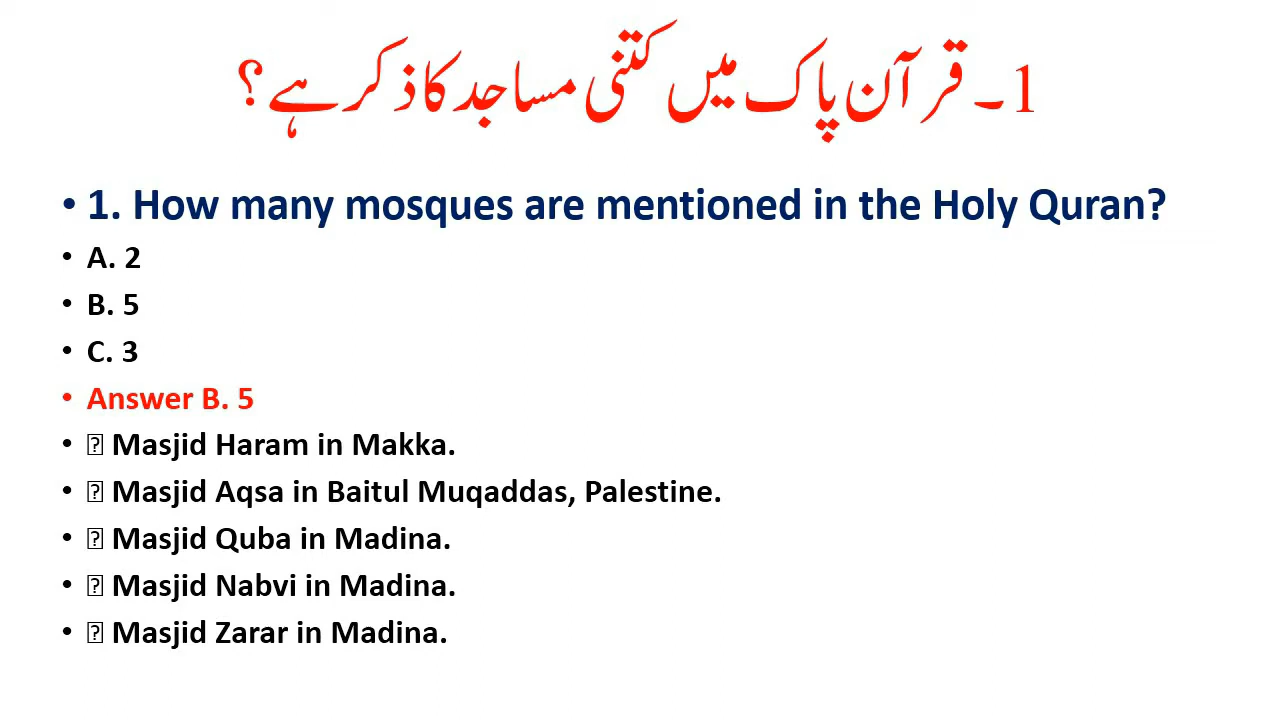 1۔ قرآن پاک میں کتنی مساجد کا ذکر ہے؟
• 1. How many mosques are mentioned in the Holy Quran?
• A. 2
• B. 5
• C. 3
• Answer B. 5
• ⍰ Masjid Haram in Makka.
• ⍰ Masjid Aqsa in Baitul Muqaddas, Palestine.
• ⍰ Masjid Quba in Madina.
• ⍰ Masjid Nabvi in Madina.
• ⍰ Masjid Zarar in Madina.